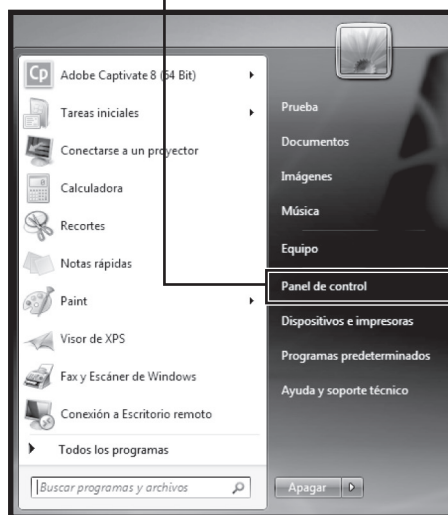 Cp Adobe Captivate 8 (64 Bit)
Tareas iniciales
Conectarse a un proyector
Calculadora
Recortes
Notas rápidas
Paint
Visor de XPS
Fax y Escáner de Windows
Conexión a Escritorio remoto
Todos los programas
Buscar programas y archivos
Prueba
Documentos
Imágenes
Música
Equipo
Panel de control
Dispositivos e impresoras
Programas predeterminados
Ayuda y soporte técnico
Apagar